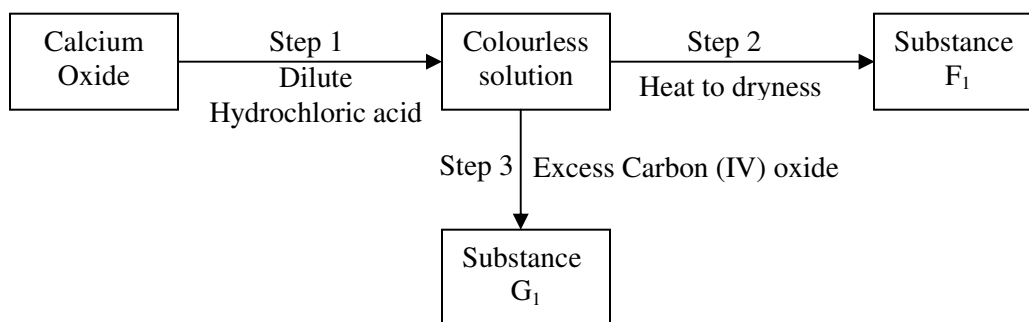 Calcium
Oxide
Step 1
Dilute
Hydrochloric acid
Colourless
solution
Step 2
Heat to dryness
Substance
F₁
Step 3
Excess Carbon (IV) oxide
Substance
G₁